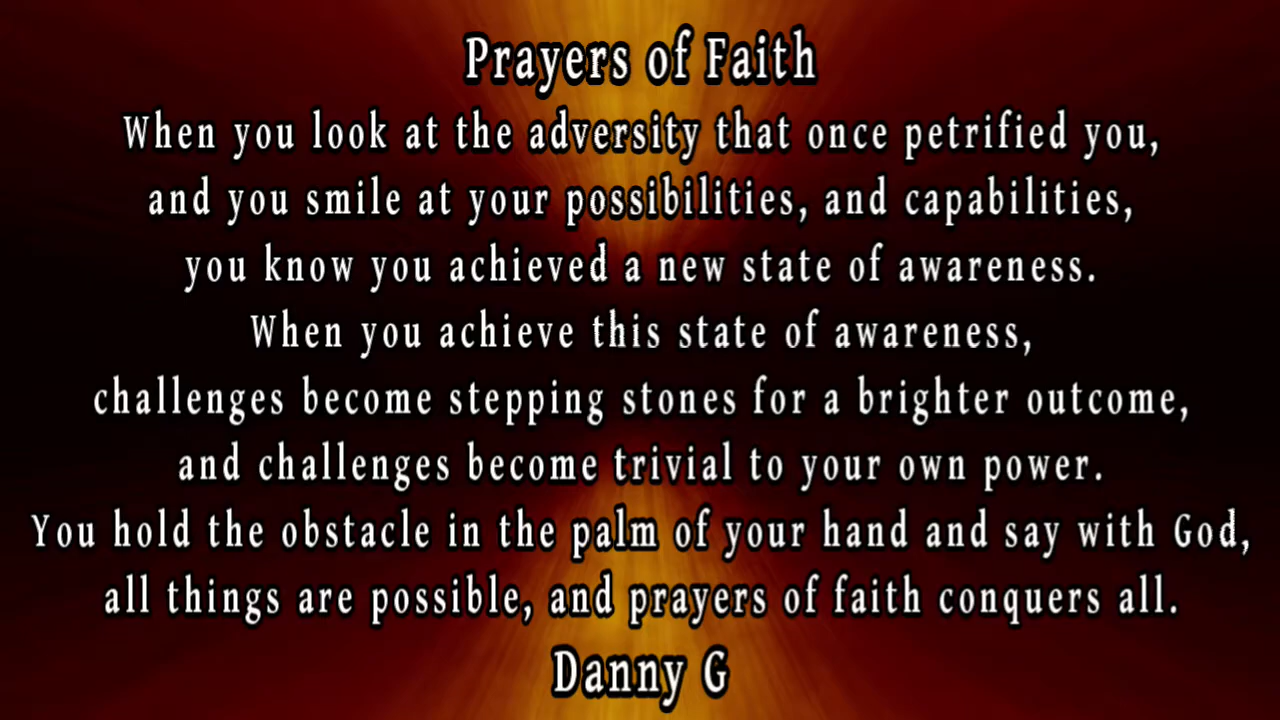 Prayers of Faith
When you look at the adversity that once petrified you,
and you smile at your possibilities, and capabilities,
you know you achieved a new state of awareness.
When you achieve this state of awareness,
challenges become stepping stones for a brighter outcome,
and challenges become trivial to your own power.
You hold the obstacle in the palm of your hand and say with God,
all things are possible, and prayers of faith conquers all.
Danny G